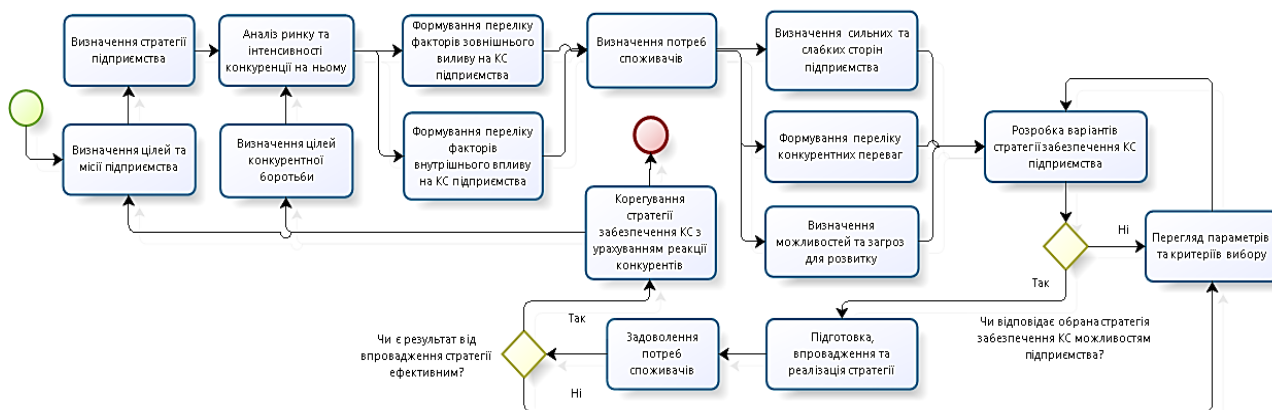 Визначення стратегії
підприємства
Аналіз ринку та
інтенсивності
конкуренції на ньому
Формування переліку
факторів зовнішнього
виливу на КС
підприємства
Визначення потреб
споживачів
Визначення сильних та
слабких сторін
підприємства
Визначення цілей та
місії підприємства
Визначення цілей
конкурентної
боротьби
Формування переліку
факторів
внутрішнього впливу
на КС підприємства
Формування переліку
конкурентних переваг
Розробка варіантів
стратегії забезпечення КС
підприємства
Корегування
стратегії
забезпечення КС з
урахуванням реакції
конкурентів
Визначення
можливостей та загроз
для розвитку
Ні
Перегляд параметрів
та критеріїв вибору
Так
Чи відповідає обрана стратегія
забезпечення КС можливостям
підприємства?
Підготовка,
впровадження та
реалізація стратегії
Задоволення
потреб
споживачів
Так
Чи є результат від
впровадження стратегії
ефективним?
Ні